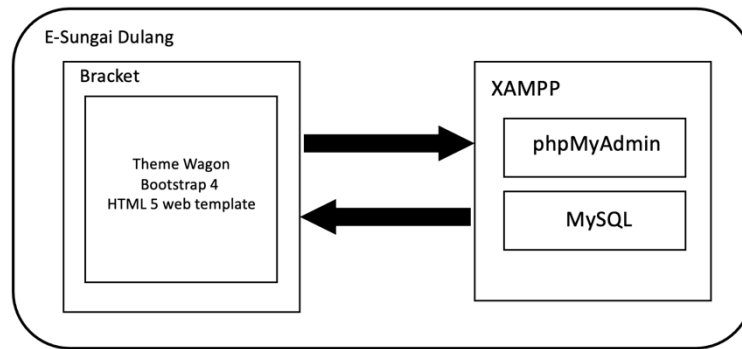 E-Sungai Dulang
Bracket
Theme Wagon
Bootstrap 4
HTML 5 web template
XAMPP
phpMyAdmin
MySQL